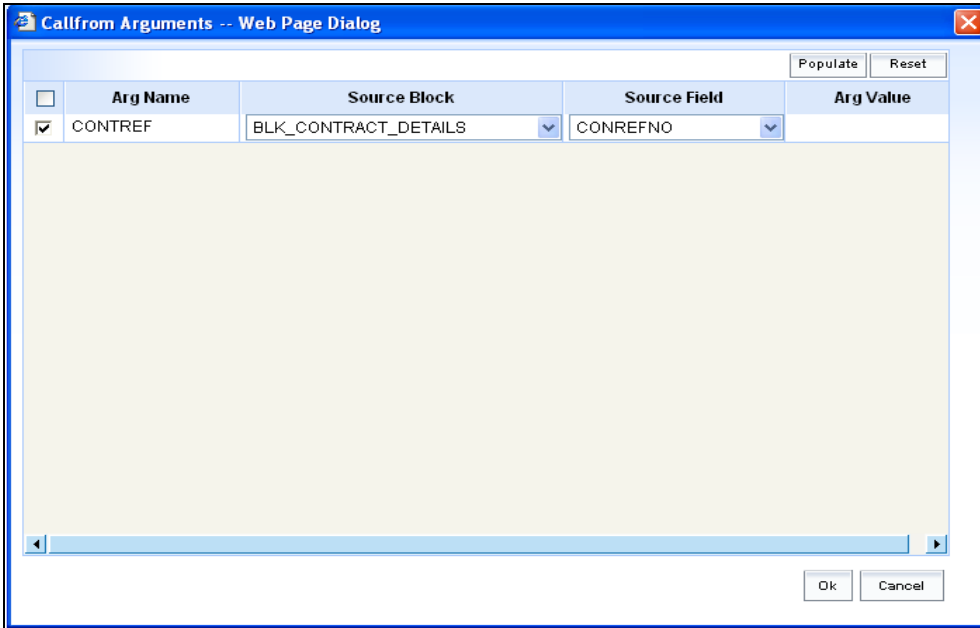 Callfrom Arguments -- Web Page Dialog
Populate Reset
Arg Name Source Block Source Field Arg Value
CONTREF BLK_CONTRACT_DETAILS CONREFNO
Ok Cancel